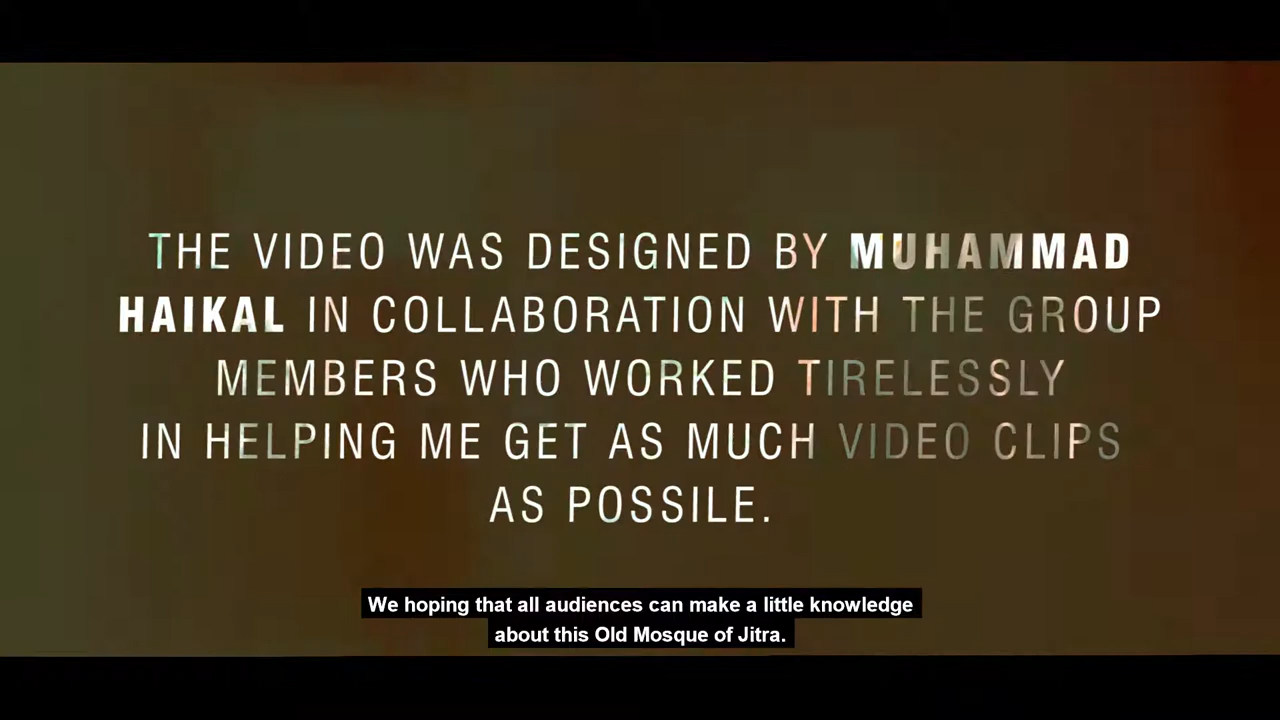 THE VIDEO WAS DESIGNED BY MUHAMMAD
HAIKAL IN COLLABORATION WITH THE GROUP
MEMBERS WHO WORKED TIRELESSLY
IN HELPING ME GET AS MUCH VIDEO CLIPS
AS POSSILE.
We hoping that all audiences can make a little knowledge
about this Old Mosque of Jitra.